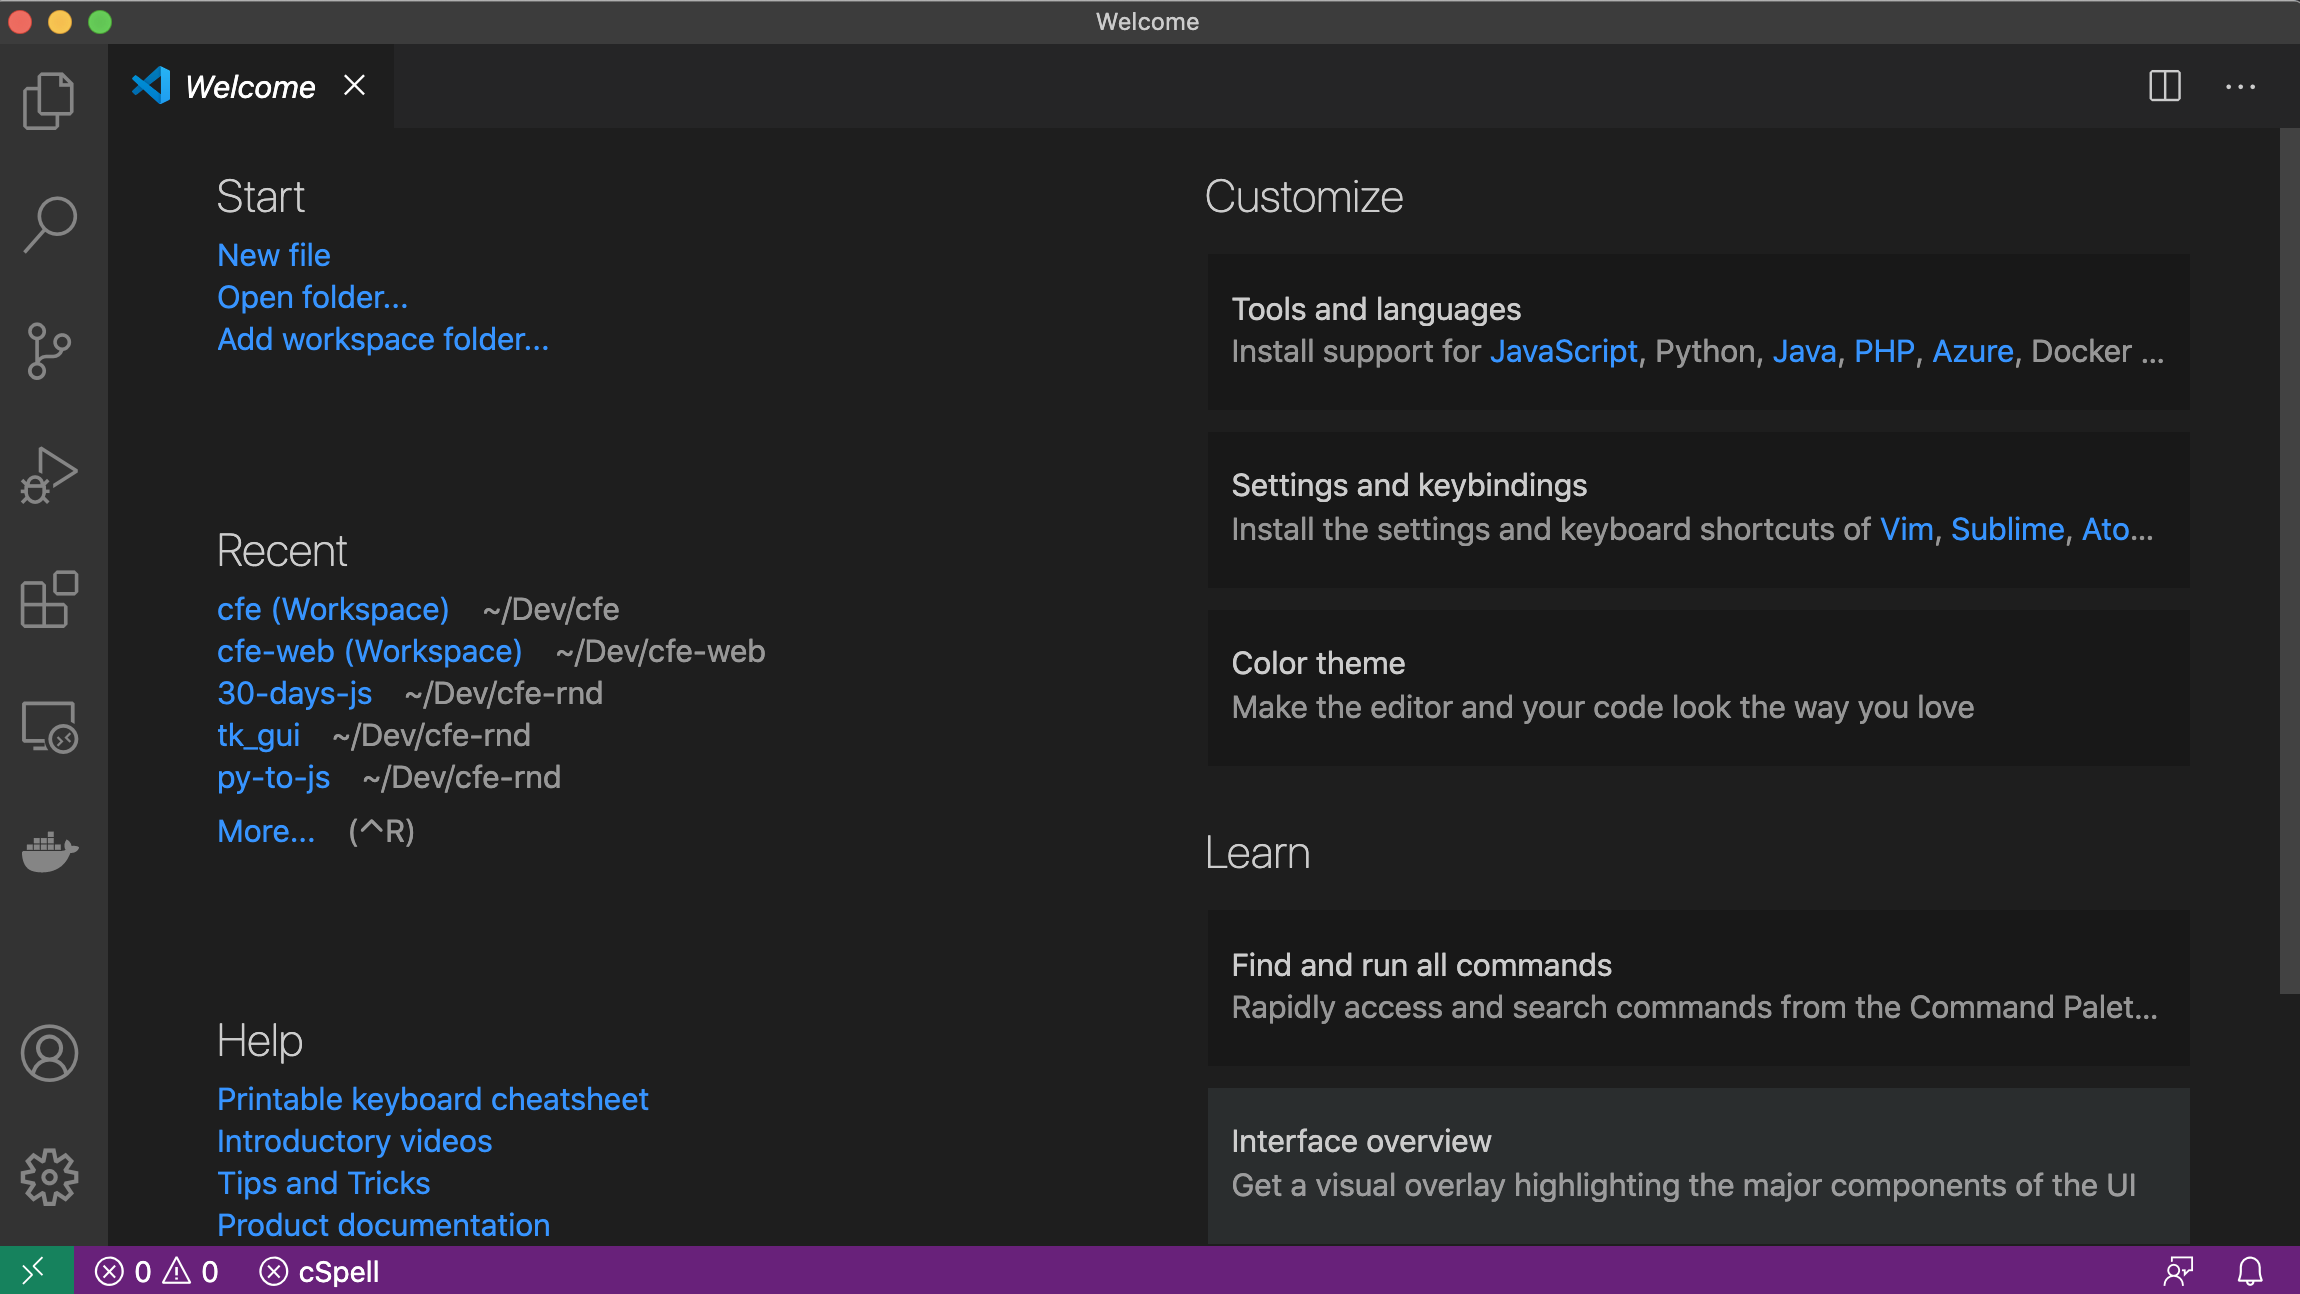 Welcome
Welcome
Start
New file
Open folder...
Add workspace folder...
Recent
cfe (Workspace) ~/Dev/cfe
cfe-web (Workspace) ~/Dev/cfe-web
30-days-js ~/Dev/cfe-rnd
tk_gui ~/Dev/cfe-rnd
py-to-js ~/Dev/cfe-rnd
More... (^R)
Help
Printable keyboard cheatsheet
Introductory videos
Tips and Tricks
Product documentation
Customize
Tools and languages
Install support for JavaScript, Python, Java, PHP, Azure, Docker ...
Settings and keybindings
Install the settings and keyboard shortcuts of Vim, Sublime, Ato...
Color theme
Make the editor and your code look the way you love
Learn
Find and run all commands
Rapidly access and search commands from the Command Palet...
Interface overview
Get a visual overlay highlighting the major components of the UI
0 0 cSpell